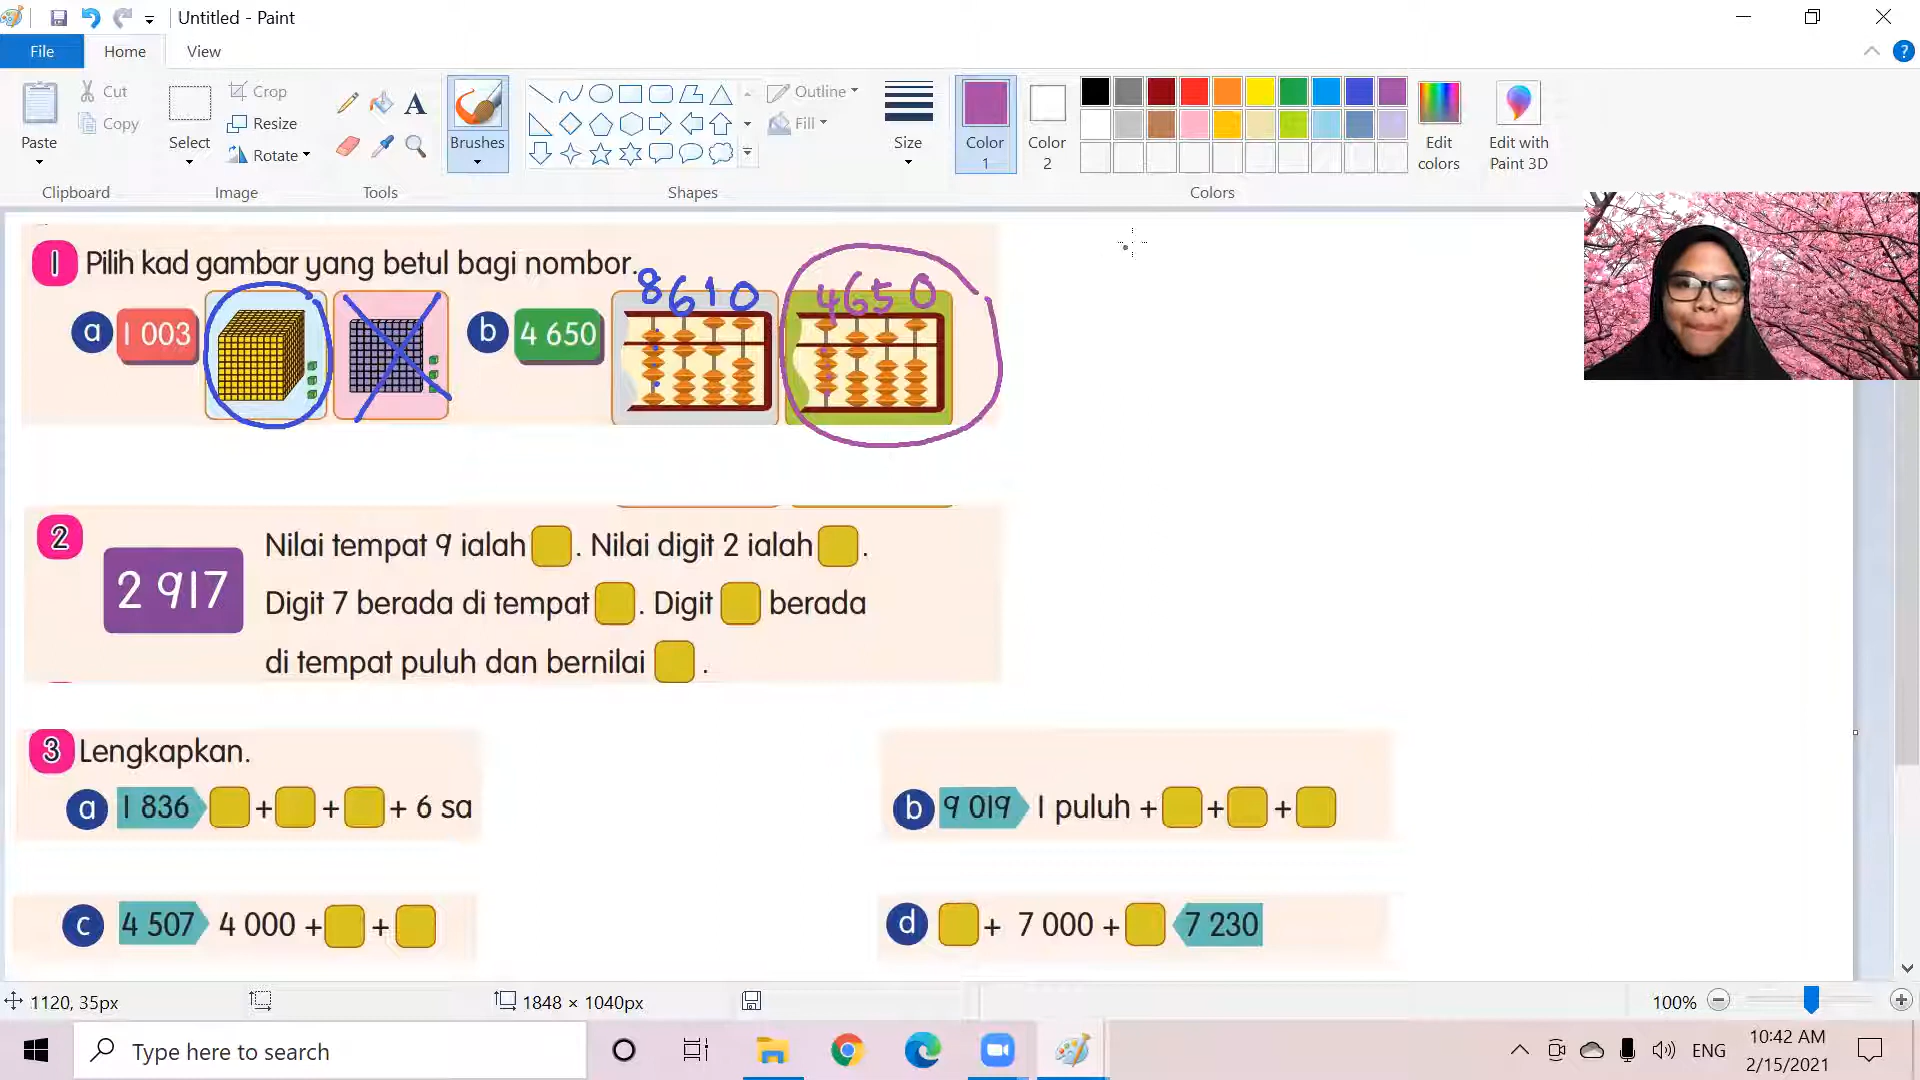 Untitled - Paint
File Home View
Paste Cut Copy
Clipboard
Select Crop Resize Rotate
Image
Tools
Brushes
Outline Fill
Shapes
Size
Color 1
Color 2
Edit colors
Edit with Paint 3D
Colors
1 Pilih kad gambar yang betul bagi nombor.
8610 4650
a 1 003 b 4 650
2 Nilai tempat 9 ialah . Nilai digit 2 ialah .
2 917
Digit 7 berada di tempat . Digit berada
di tempat puluh dan bernilai .
3 Lengkapkan.
a 1 836 + + + 6 sa
b 9 019 1 puluh + + +
c 4 507 4 000 + +
d + 7 000 + 7 230
1120, 35px 1848 × 1040px 100%
Type here to search
ENG
10:42 AM
2/15/2021